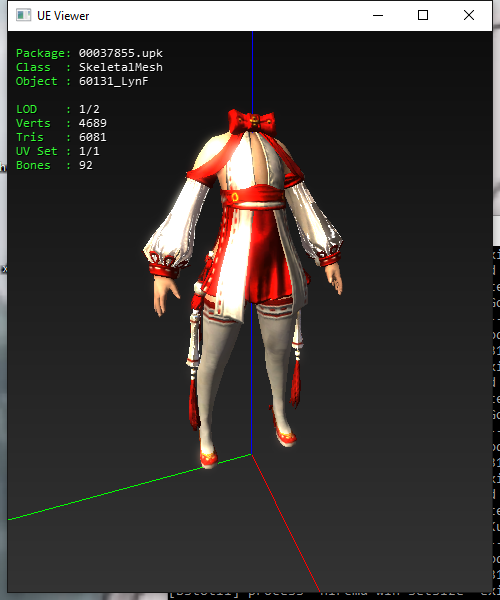 UE Viewer
Package: 00037855.upk
Class : SkeletalMesh
Object : 60131_LynF
LOD : 1/2
Verts : 4689
Tris : 6081
UV Set : 1/1
Bones : 92